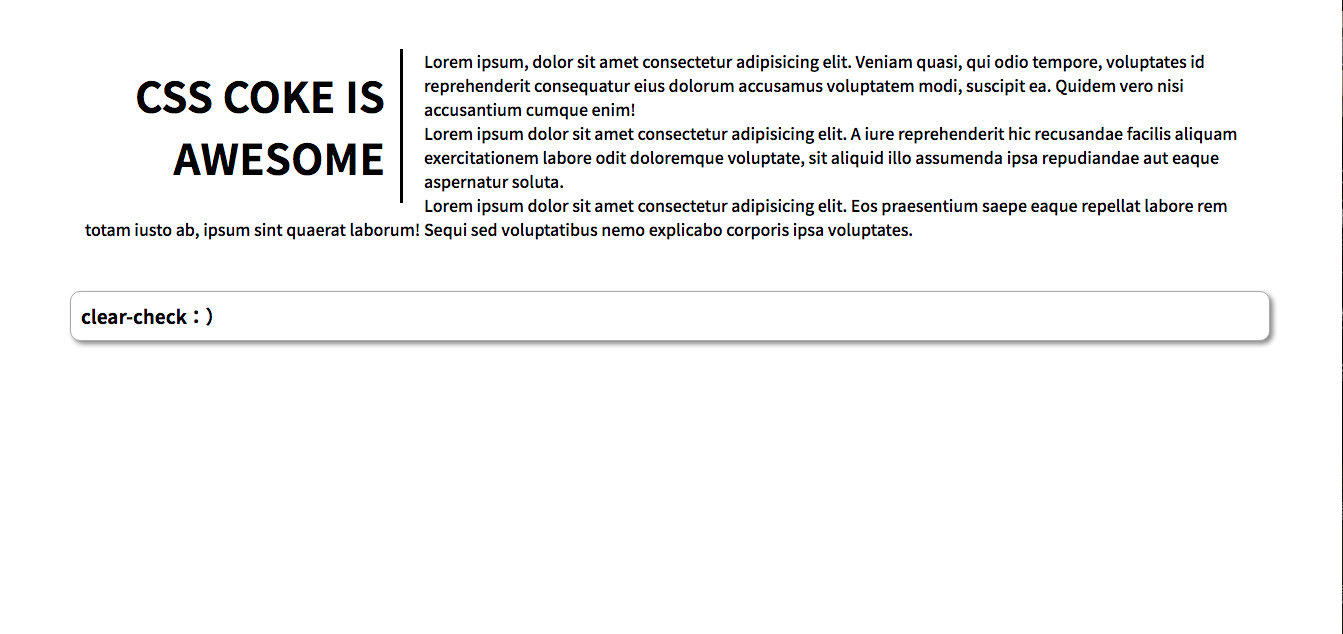 CSS COKE IS
AWESOME
Lorem ipsum, dolor sit amet consectetur adipisicing elit. Veniam quasi, qui odio tempore, voluptates id
reprehenderit consequatur eius dolorum accusamus voluptatem modi, suscipit ea. Quidem vero nisi
accusantium cumque enim!
Lorem ipsum dolor sit amet consectetur adipisicing elit. A iure reprehenderit hic recusandae facilis aliquam
exercitationem labore odit doloremque voluptate, sit aliquid illo assumenda ipsa repudiandae aut eaque
aspernatur soluta.
Lorem ipsum dolor sit amet consectetur adipisicing elit. Eos praesentium saepe eaque repellat labore rem
totam iusto ab, ipsum sint quaerat laborum! Sequi sed voluptatibus nemo explicabo corporis ipsa voluptates.
clear-check：）